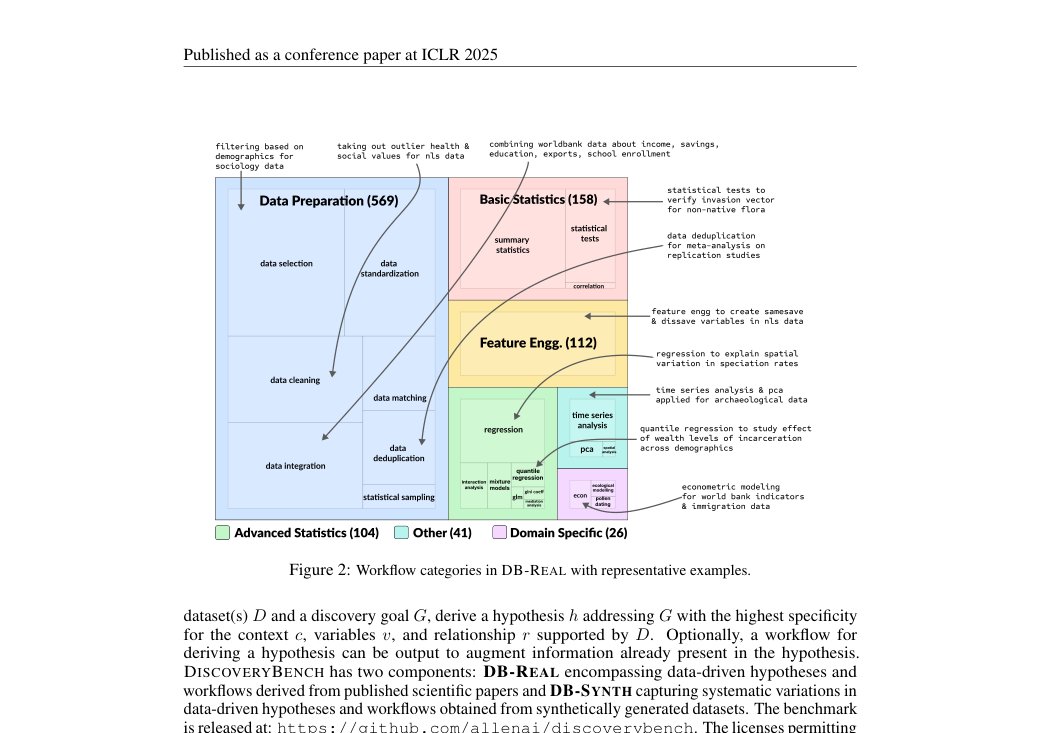 Published as a conference paper at ICLR 2025
filtering based on
demographics for
sociology data
taking out outlier health &
social values for nls data
combining worldbank data about income, savings,
education, exports, school enrollment
Data Preparation (569)
data selection
data
standardization
data cleaning
data matching
data integration
data
deduplication
statistical sampling
Basic Statistics (158)
summary
statistics
statistical
tests
correlation
Feature Engg. (112)
regression
interaction
analysis
mixture
models
quantile
regression
glm
gini coeff
mediation
analysis
time series
analysis
pca
spatial
analysis
econ
ecological
modelling
pollen
dating
statistical tests to
verify invasion vector
for non-native flora
data deduplication
for meta-analysis on
replication studies
feature engg to create samesave
& dissave variables in nls data
regression to explain spatial
variation in speciation rates
time series analysis & pca
applied for archaeological data
quantile regression to study effect
of wealth levels of incarceration
across demographics
econometric modeling
for world bank indicators
& immigration data
Advanced Statistics (104) Other (41) Domain Specific (26)
Figure 2: Workflow categories in DB-REAL with representative examples.
dataset(s) D and a discovery goal G, derive a hypothesis h addressing G with the highest specificity
for the context c, variables v, and relationship r supported by D. Optionally, a workflow for
deriving a hypothesis can be output to augment information already present in the hypothesis.
DISCOVERYBENCH has two components: DB-REAL encompassing data-driven hypotheses and
workflows derived from published scientific papers and DB-SYNTH capturing systematic variations in
data-driven hypotheses and workflows obtained from synthetically generated datasets. The benchmark
is released at: https://github.com/allenai/discoverybench. The licenses permitting